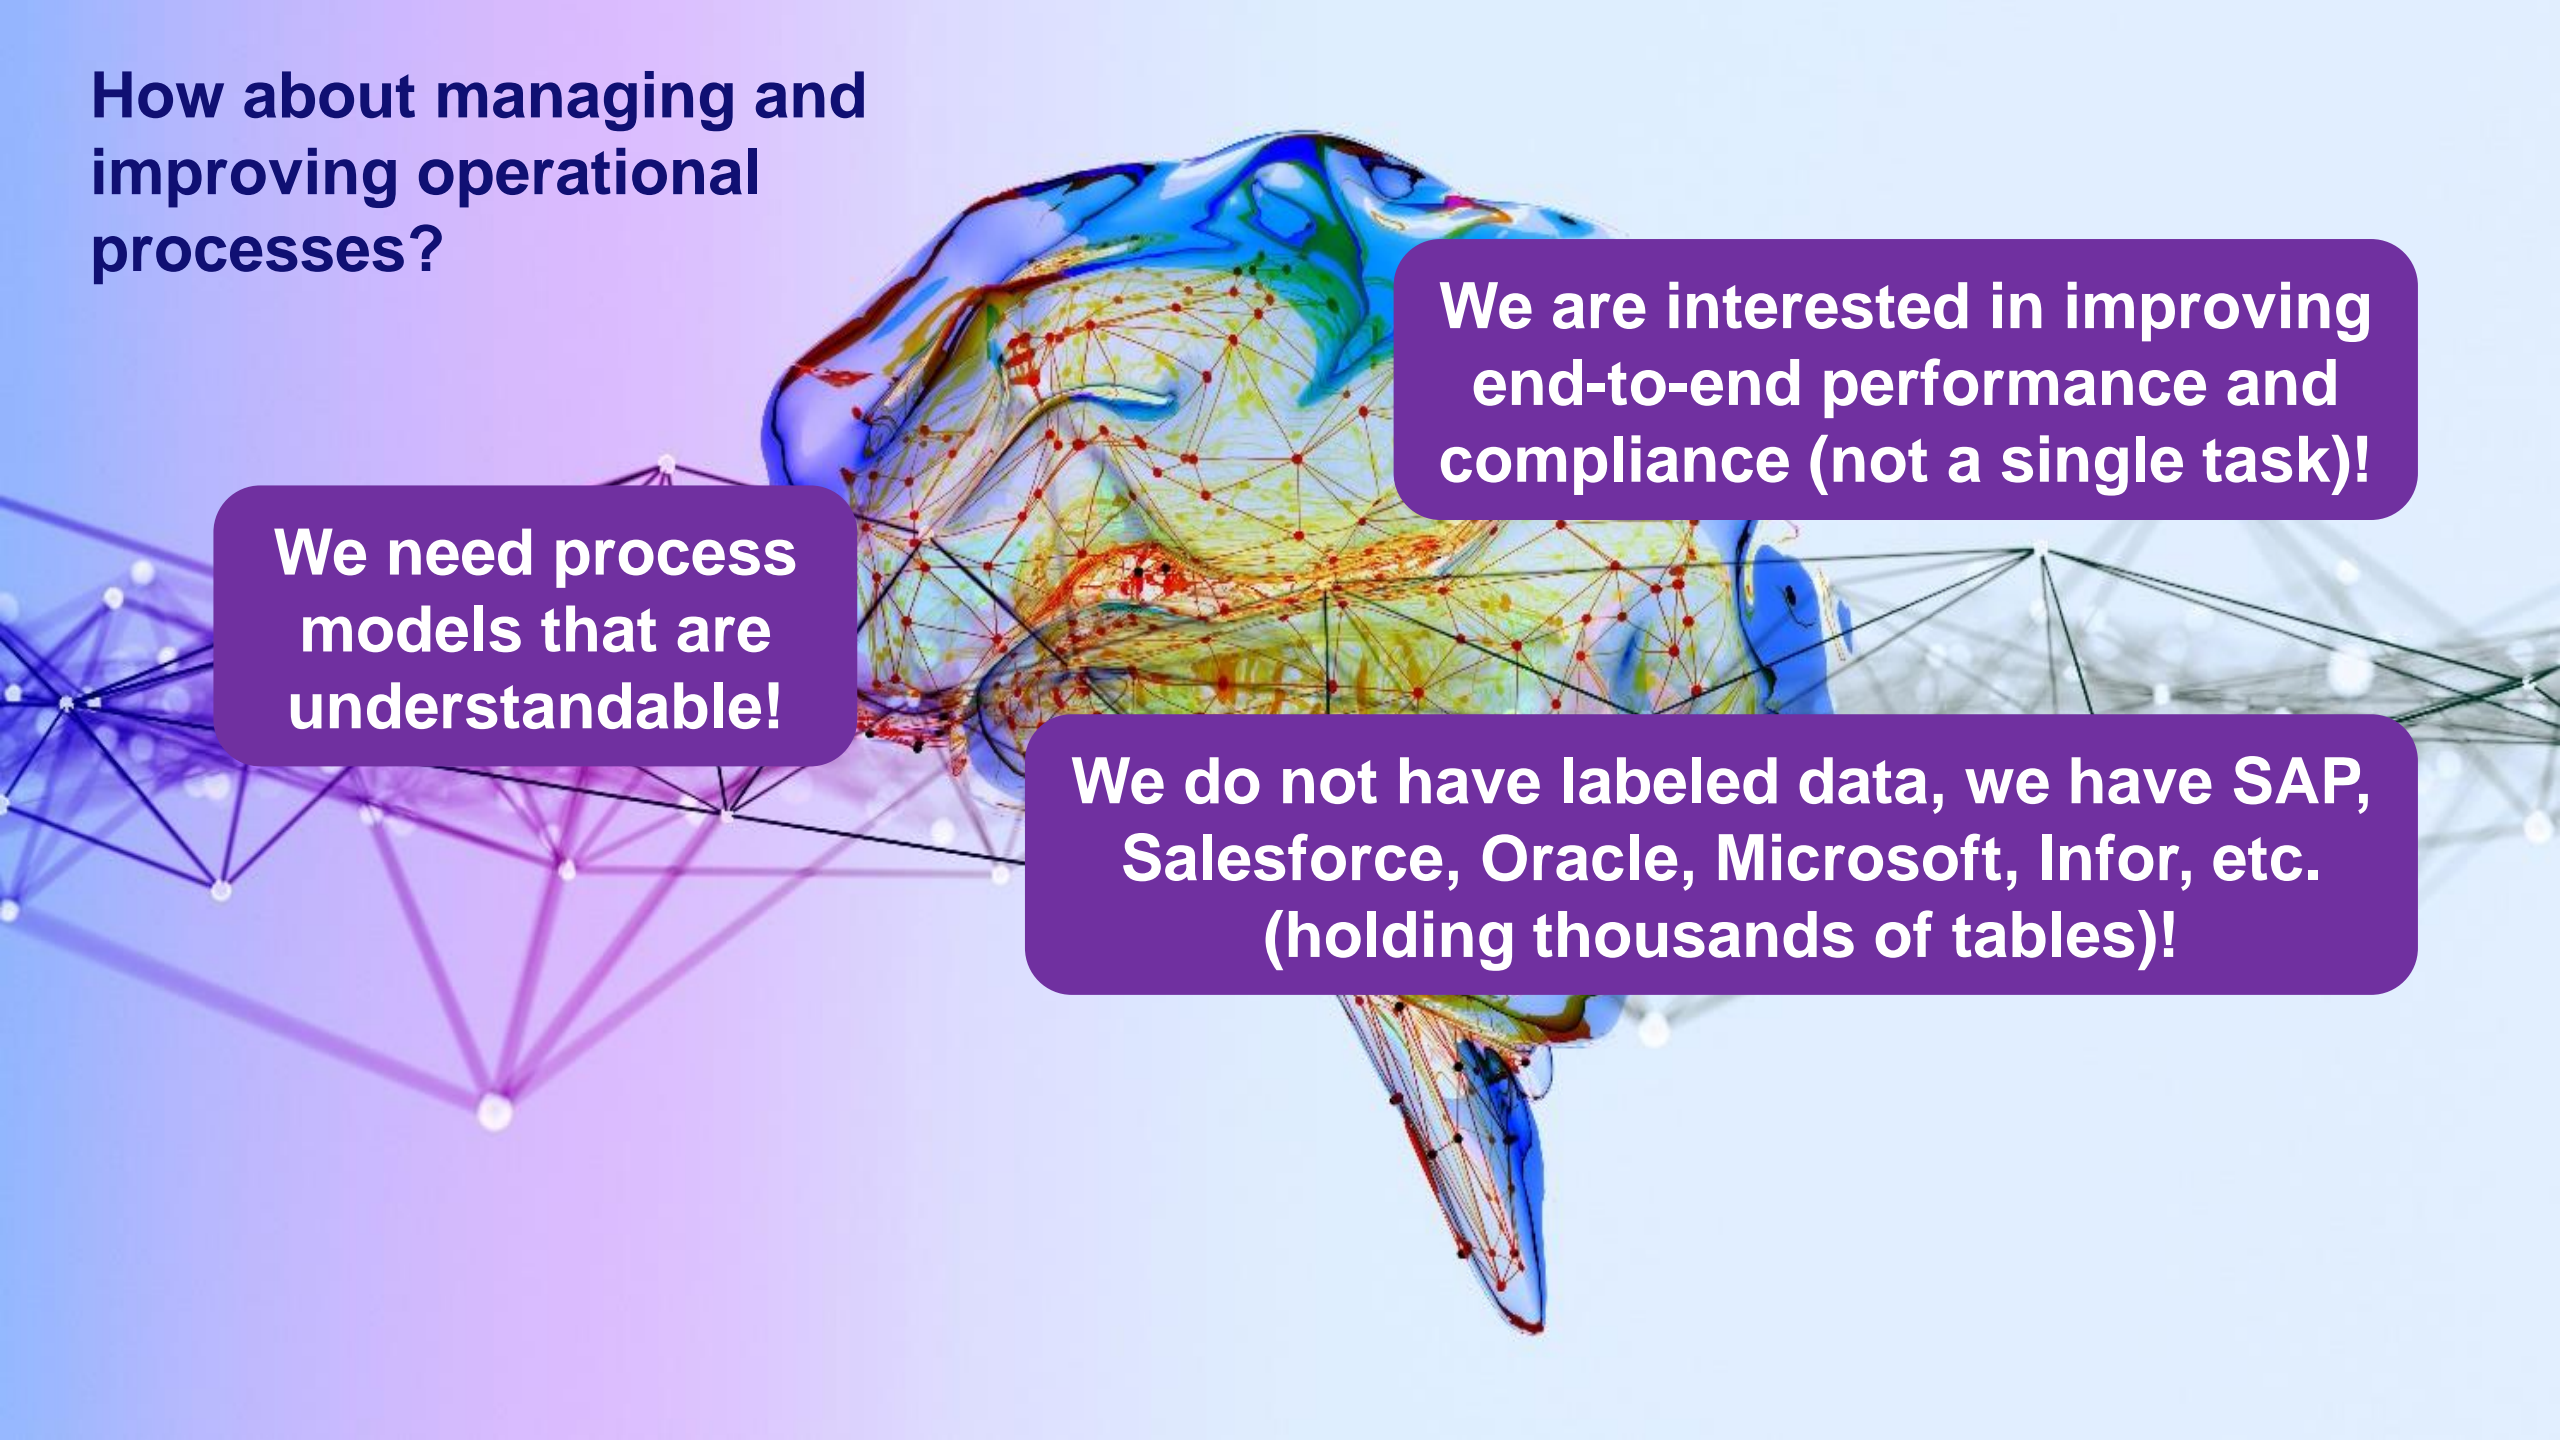 How about managing and
improving operational
processes?
We are interested in improving
end-to-end performance and
compliance (not a single task)!
We need process
models that are
understandable!
We do not have labeled data, we have SAP,
Salesforce, Oracle, Microsoft, Infor, etc.
(holding thousands of tables)!